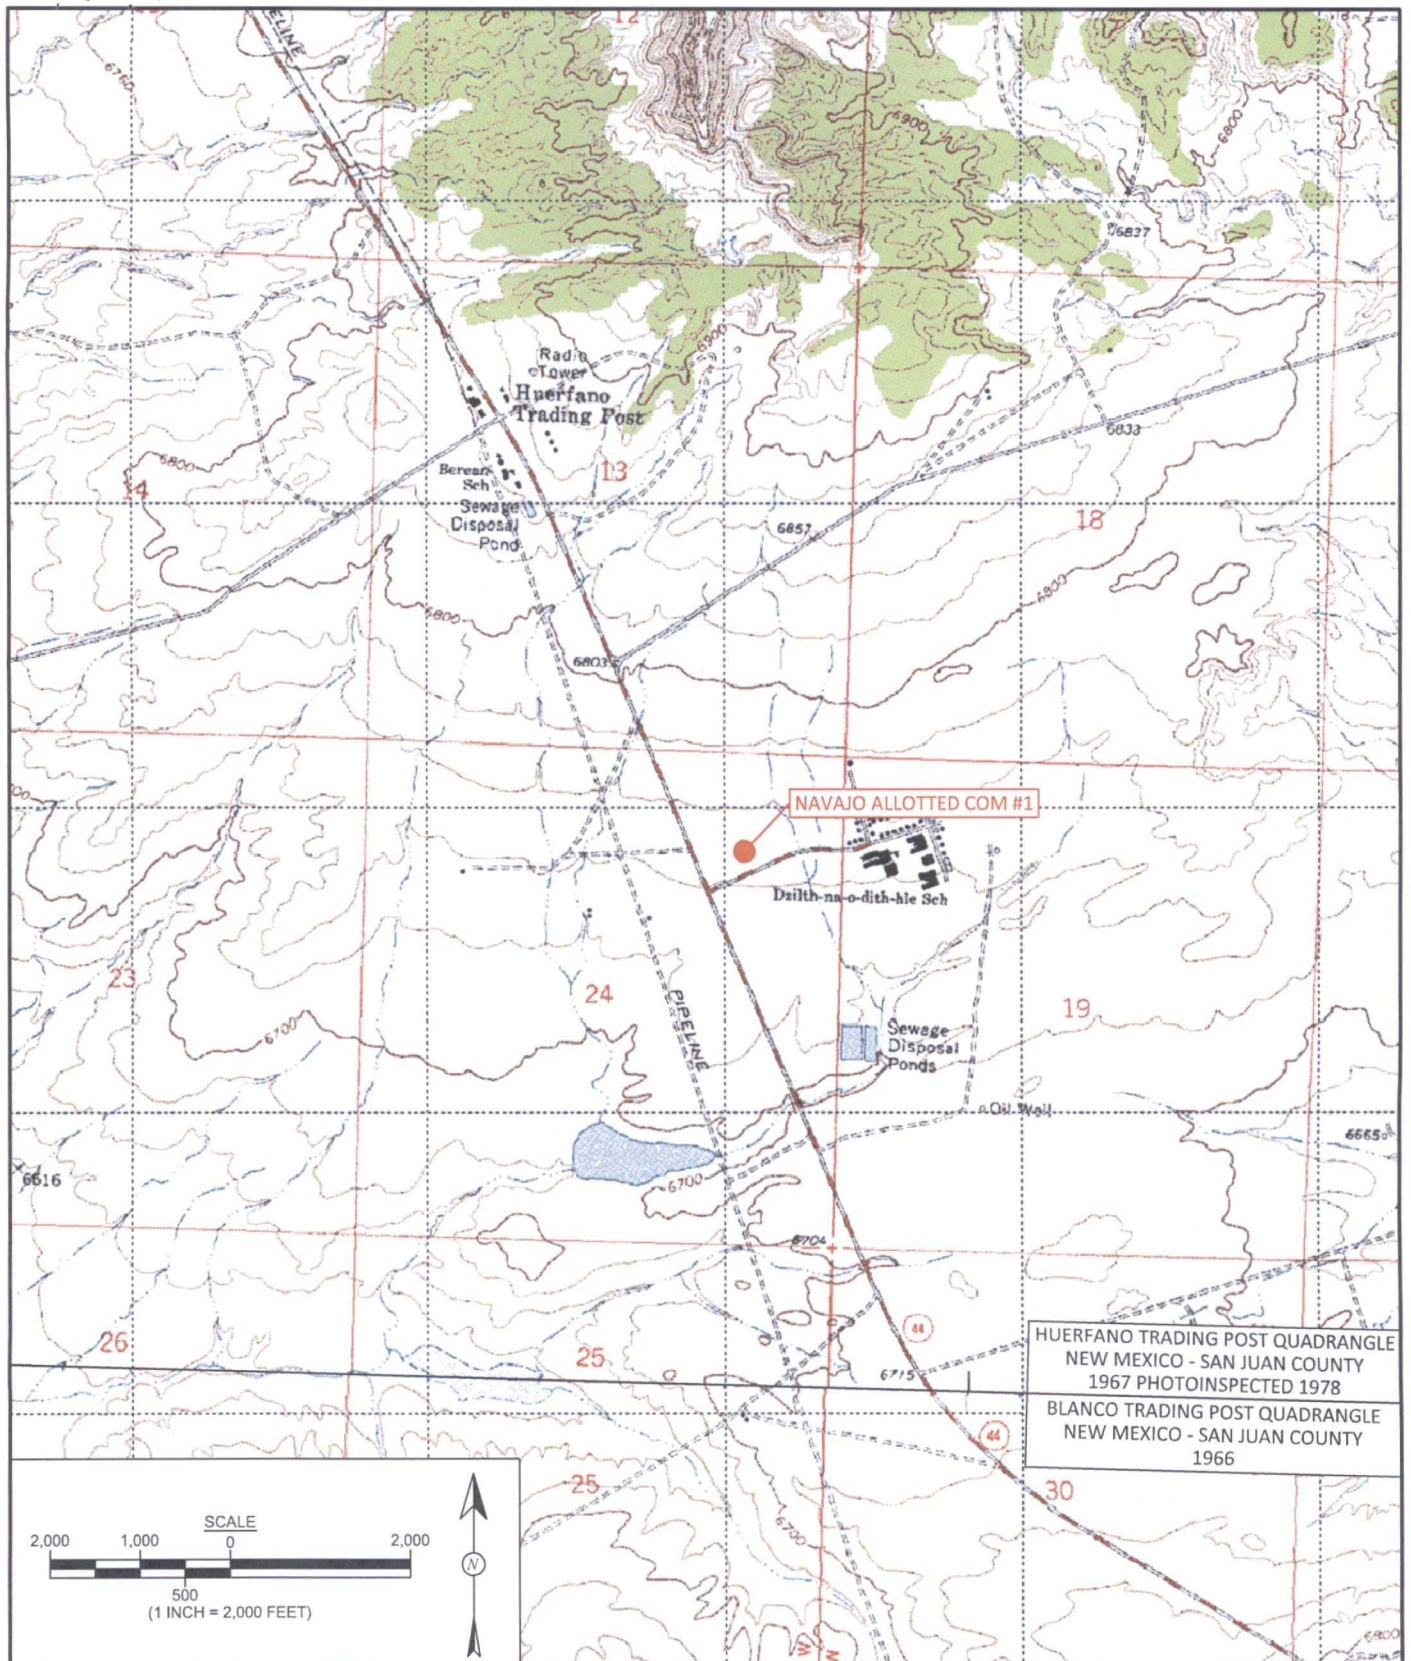 12
6760
6900
6800
6837
6900
Radio
Tower
Huerfano
Trading Post
6833
6800
14
Berean
Sch
13
Sewage
Disposal
Pond
6857
18
6800
6800
6803
NAVAJO ALLOTTED COM #1
Dzilth-na-o-dith-hle Sch
23
24
19
PIPELINE
6700
Sewage
Disposal
Ponds
Oil Well
6665
6616
6700
6704
26
25
44
6715
HUERFANO TRADING POST QUADRANGLE
NEW MEXICO - SAN JUAN COUNTY
1967 PHOTOINSPECTED 1978
BLANCO TRADING POST QUADRANGLE
NEW MEXICO - SAN JUAN COUNTY
1966
44
25
30
6700
SCALE
2,000 1,000 0 2,000
500
(1 INCH = 2,000 FEET)
N
6800
W